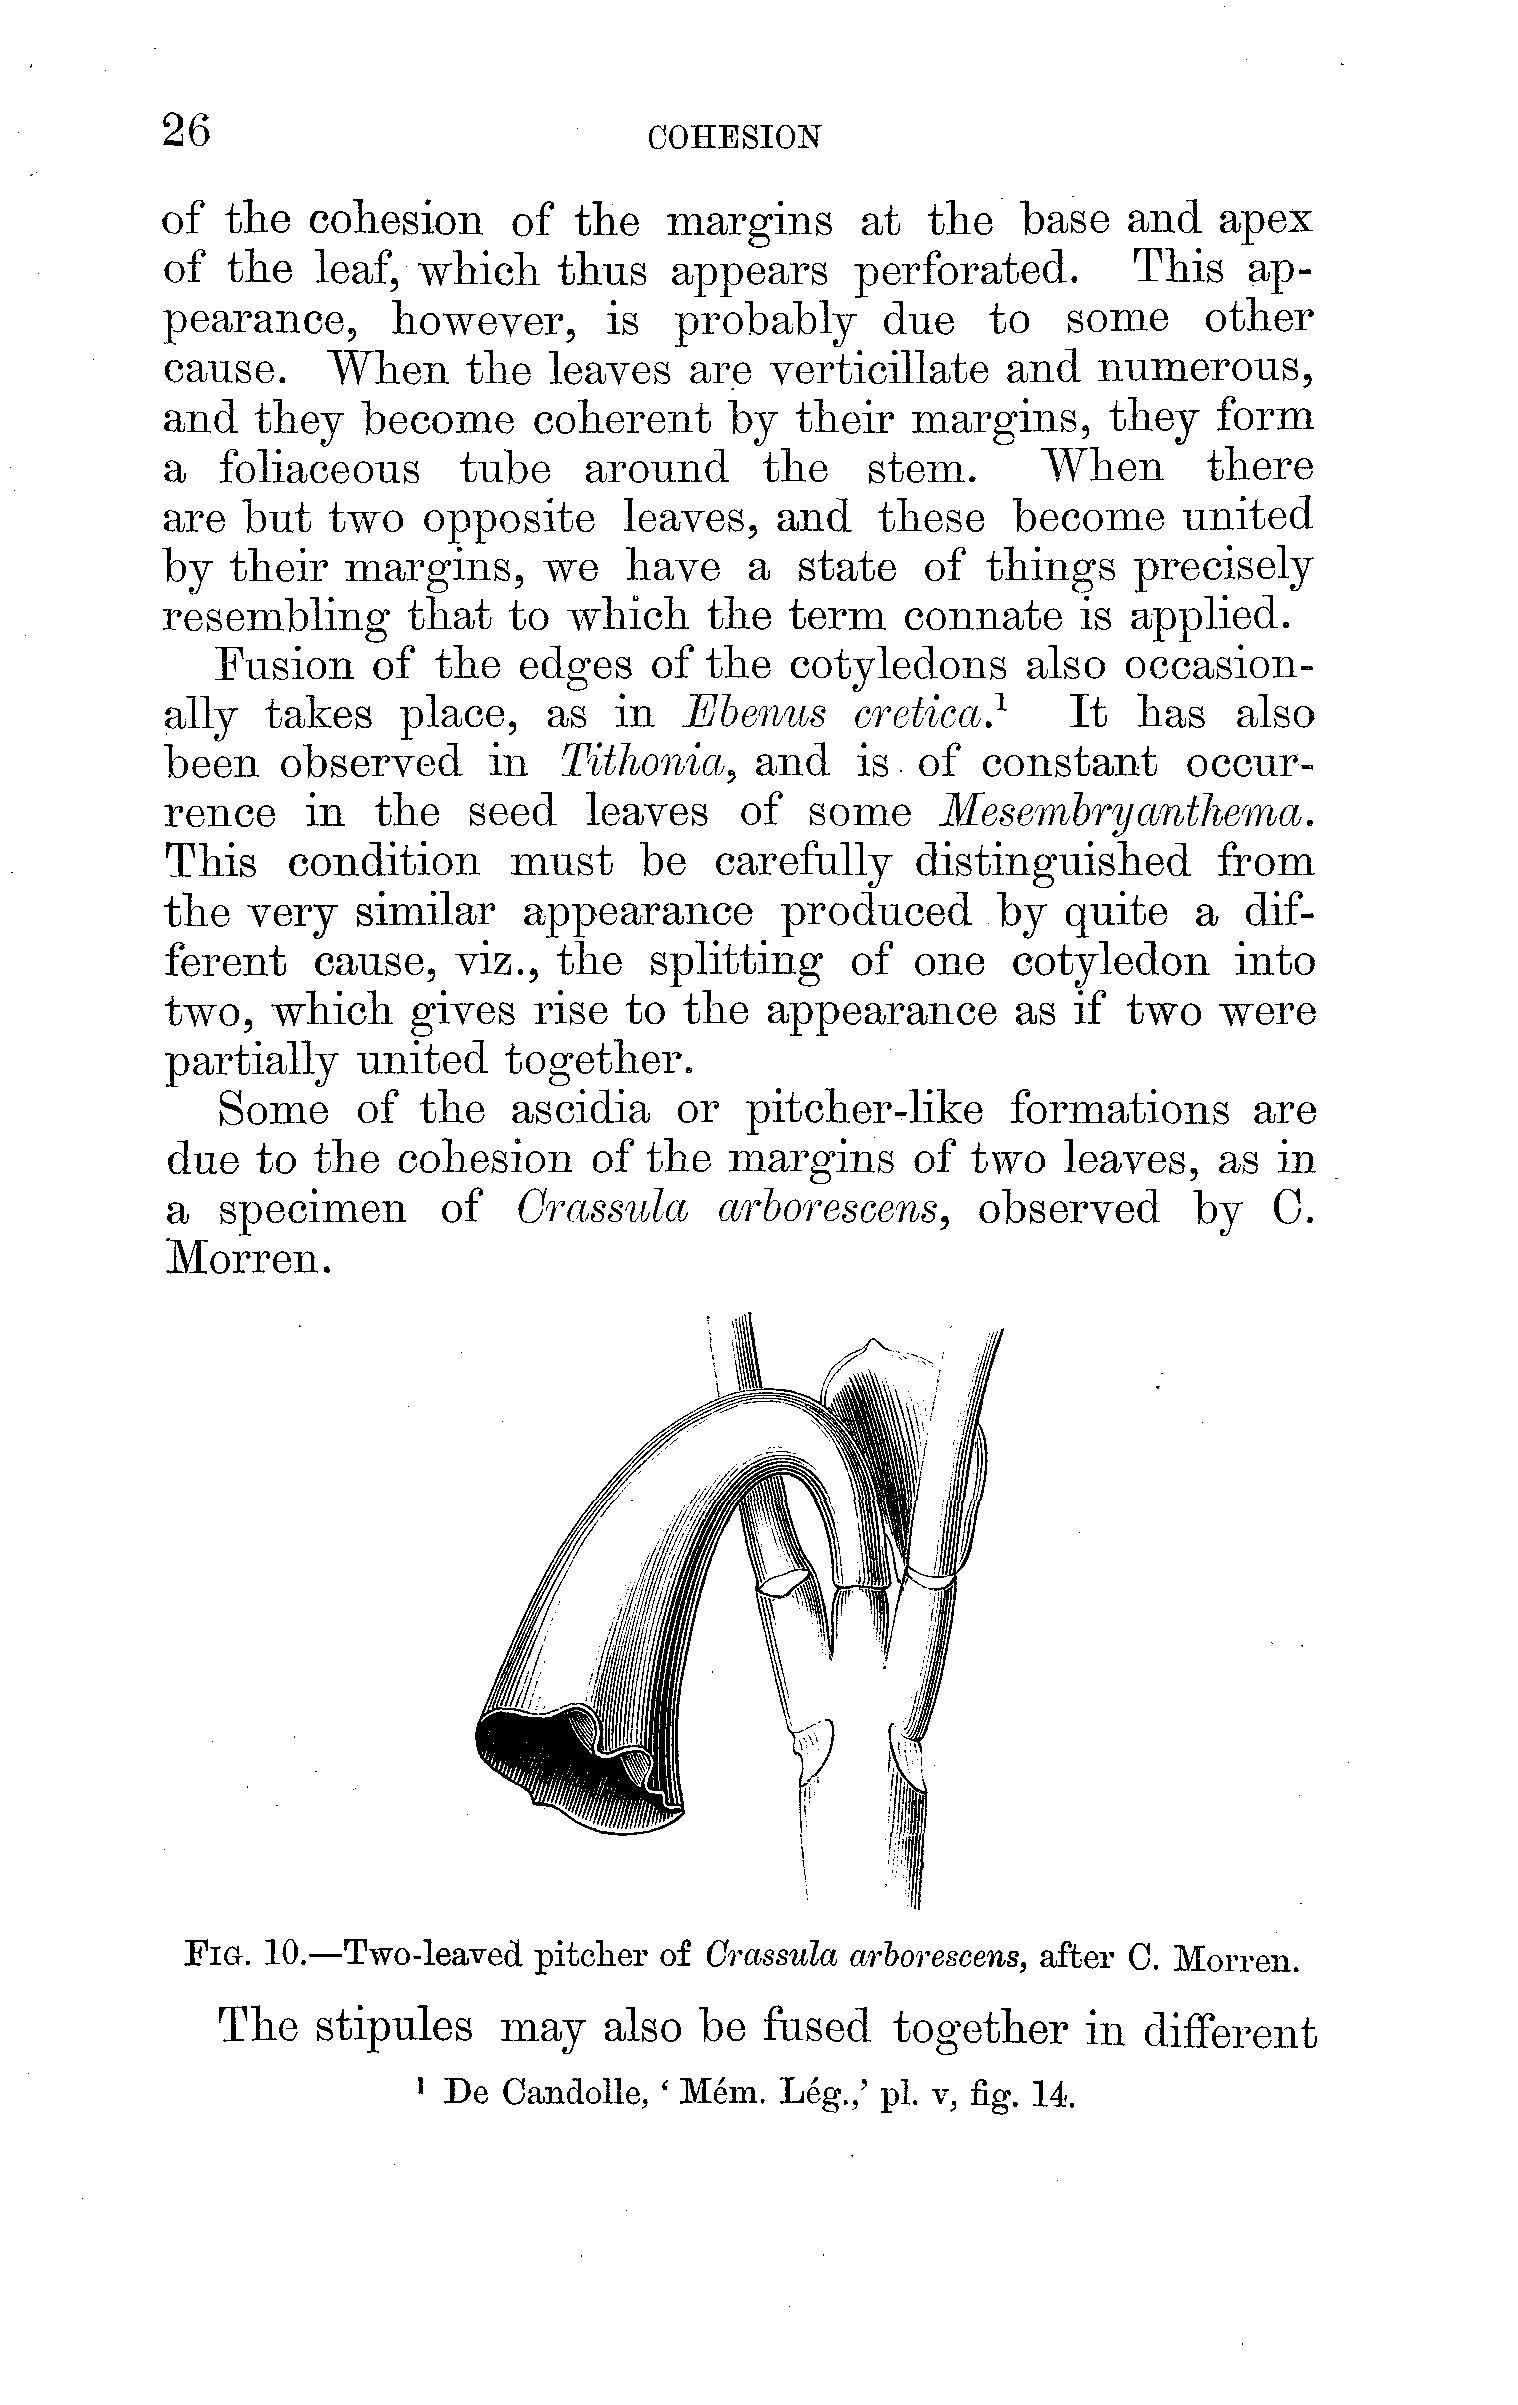 26 COHESION
of the cohesion of the margins at the base and apex
of the leaf, which thus appears perforated. This ap-
pearance, however, is probably due to some other
cause. When the leaves are verticillate and numerous,
and they become coherent by their margins, they form
a foliaceous tube around the stem. When there
are but two opposite leaves, and these become united
by their margins, we have a state of things precisely
resembling that to which the term connate is applied.
Fusion of the edges of the cotyledons also occasion-
ally takes place, as in Ebenus cretica.¹ It has also
been observed in Tithonia, and is of constant occur-
rence in the seed leaves of some Mesembryanthema.
This condition must be carefully distinguished from
the very similar appearance produced by quite a dif-
ferent cause, viz., the splitting of one cotyledon into
two, which gives rise to the appearance as if two were
partially united together.
Some of the ascidia or pitcher-like formations are
due to the cohesion of the margins of two leaves, as in
a specimen of Crassula arborescens, observed by C.
Morren.
FIG. 10.—Two-leaved pitcher of Crassula arborescens, after C. Morren.
The stipules may also be fused together in different
¹ De Candolle, ‘ Mém. Lég.,’ pl. v, fig. 14.